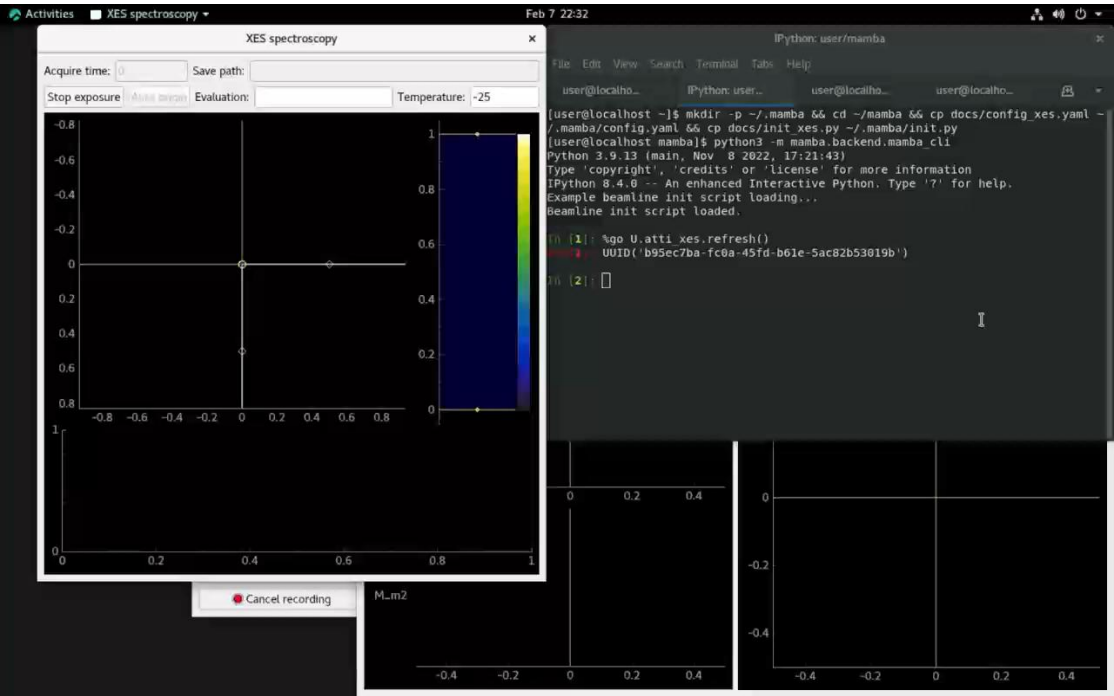 Activities XES spectroscopy Feb 7 22:32
XES spectroscopy
Acquire time: 0 Save path:
Stop exposure Evaluation: Temperature: -25
-0.8
-0.6
-0.4
-0.2
0
0.2
0.4
0.6
0.8
-0.8 -0.6 -0.4 -0.2 0 0.2 0.4 0.6 0.8
1
0.8
0.6
0.4
0.2
0
1
0
0 0.2 0.4 0.6 0.8 1
IPython: user/mamba
File Edit View Search Terminal Tabs Help
user@localho... IPython: user... user@localho... user@localho...
[user@localhost ~]$ mkdir -p ~/.mamba && cd ~/mamba && cp docs/config_xes.yaml ~
/.mamba/config.yaml && cp docs/init_xes.py ~/.mamba/init.py
[user@localhost mamba]$ python3 -m mamba.backend.mamba_cli
Python 3.9.13 (main, Nov  8 2022, 17:21:43)
Type 'copyright', 'credits' or 'license' for more information
IPython 8.4.0 -- An enhanced Interactive Python. Type '?' for help.
Example beamline init script loading...
Beamline init script loaded.
In [1]: %go U.atti_xes.refresh()
UUID('b95ec7ba-fc0a-45fd-b61e-5ac82b53019b')
In [2]:
Cancel recording
0 0.2 0.4
M_m2
-0.4 -0.2 0 0.2 0.4
0
-0.2
-0.4
-0.4 -0.2 0 0.2 0.4